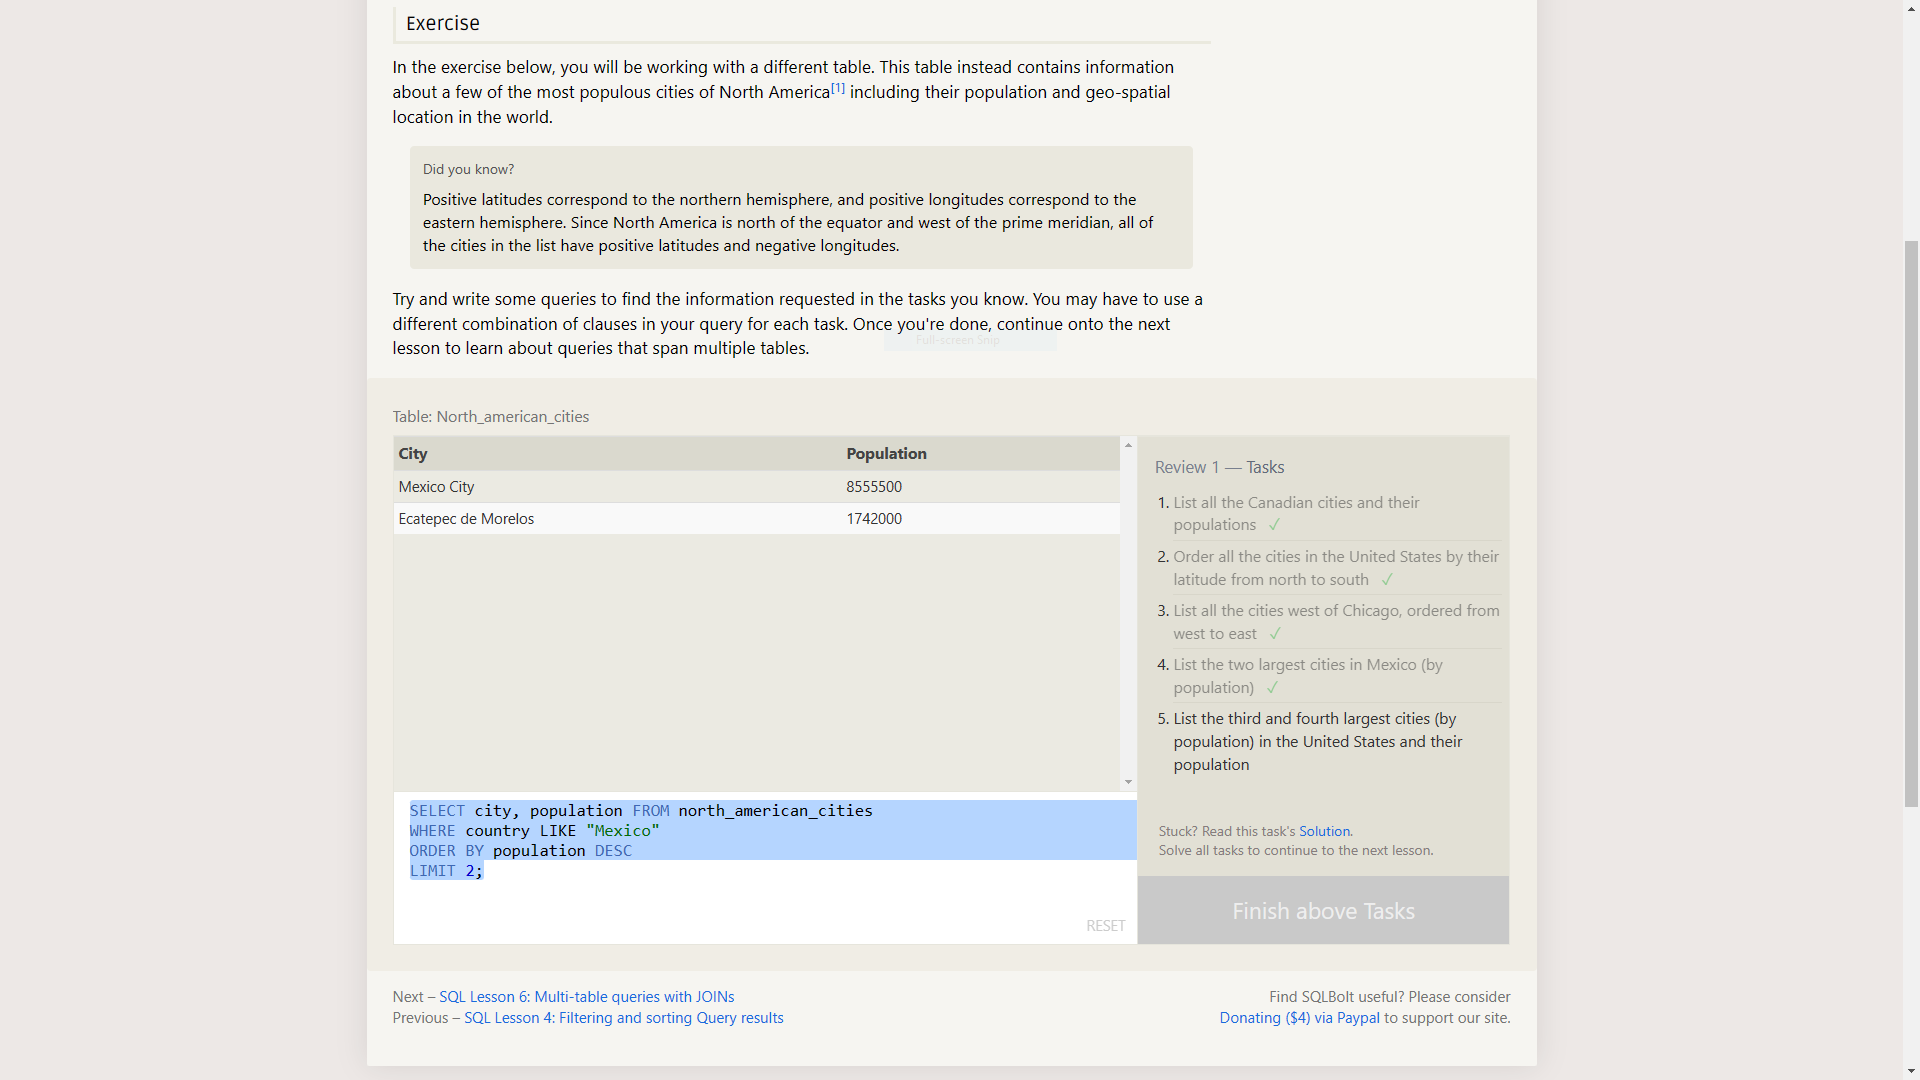 Exercise
In the exercise below, you will be working with a different table. This table instead contains information
about a few of the most populous cities of North America[1] including their population and geo-spatial
location in the world.
Did you know?
Positive latitudes correspond to the northern hemisphere, and positive longitudes correspond to the
eastern hemisphere. Since North America is north of the equator and west of the prime meridian, all of
the cities in the list have positive latitudes and negative longitudes.
Try and write some queries to find the information requested in the tasks you know. You may have to use a
different combination of clauses in your query for each task. Once you're done, continue onto the next
lesson to learn about queries that span multiple tables.
Full-screen Snip
Table: North_american_cities
City Population
Mexico City 8555500
Ecatepec de Morelos 1742000
SELECT city, population FROM north_american_cities
WHERE country LIKE "Mexico"
ORDER BY population DESC
LIMIT 2;
RESET
Review 1 — Tasks
1. List all the Canadian cities and their
populations ✓
2. Order all the cities in the United States by their
latitude from north to south ✓
3. List all the cities west of Chicago, ordered from
west to east ✓
4. List the two largest cities in Mexico (by
population) ✓
5. List the third and fourth largest cities (by
population) in the United States and their
population
Stuck? Read this task's Solution.
Solve all tasks to continue to the next lesson.
Finish above Tasks
Next – SQL Lesson 6: Multi-table queries with JOINs
Previous – SQL Lesson 4: Filtering and sorting Query results
Find SQLBolt useful? Please consider
Donating ($4) via Paypal to support our site.